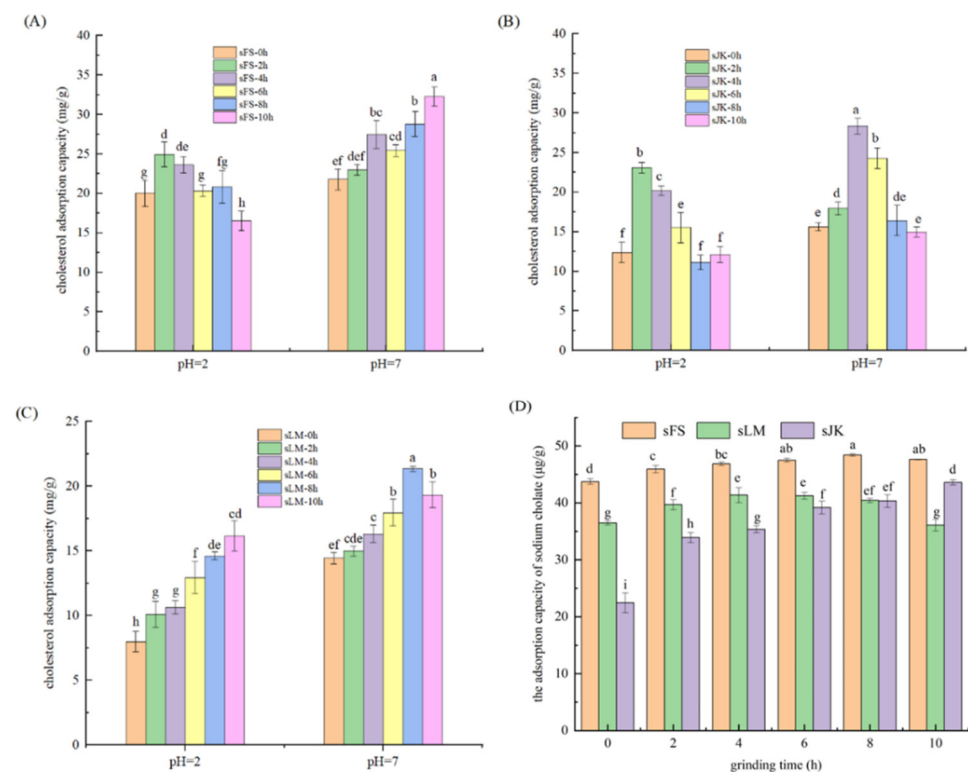 (A)
sFS-0h
sFS-2h
sFS-4h
sFS-6h
sFS-8h
sFS-10h
cholesterol adsorption capacity (mg/g)
40
35
30
25
20
15
10
5
0
g
d
de
g
fg
h
ef
def
bc
cd
b
a
pH=2
pH=7
(B)
sJK-0h
sJK-2h
sJK-4h
sJK-6h
sJK-8h
sJK-10h
cholesterol adsorption capacity (mg/g)
40
35
30
25
20
15
10
5
0
f
b
c
f
f
f
e
d
a
b
de
e
pH=2
pH=7
(C)
sLM-0h
sLM-2h
sLM-4h
sLM-6h
sLM-8h
sLM-10h
cholesterol adsorption capacity (mg/g)
25
20
15
10
5
0
h
g
g
f
de
cd
ef
cde
c
b
a
b
pH=2
pH=7
(D)
sFS
sLM
sJK
the adsorption capacity of sodium cholate (μg/g)
60
50
40
30
20
10
0
d
g
i
c
f
h
bc
e
g
ab
e
f
a
ef
ef
ab
g
d
0
2
4
6
8
10
grinding time (h)